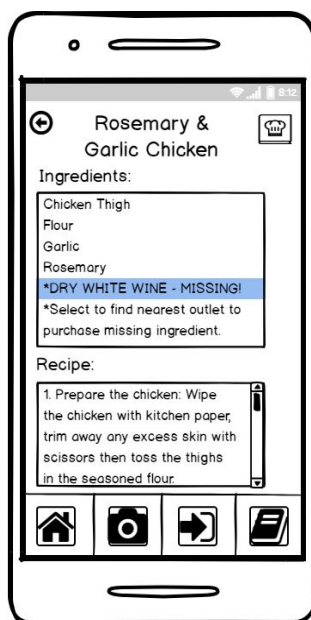 8:12
Rosemary &
Garlic Chicken
Ingredients:
Chicken Thigh
Flour
Garlic
Rosemary
*DRY WHITE WINE - MISSING!
*Select to find nearest outlet to
purchase missing ingredient.
Recipe:
1. Prepare the chicken: Wipe
the chicken with kitchen paper,
trim away any excess skin with
scissors then toss the thighs
in the seasoned flour.